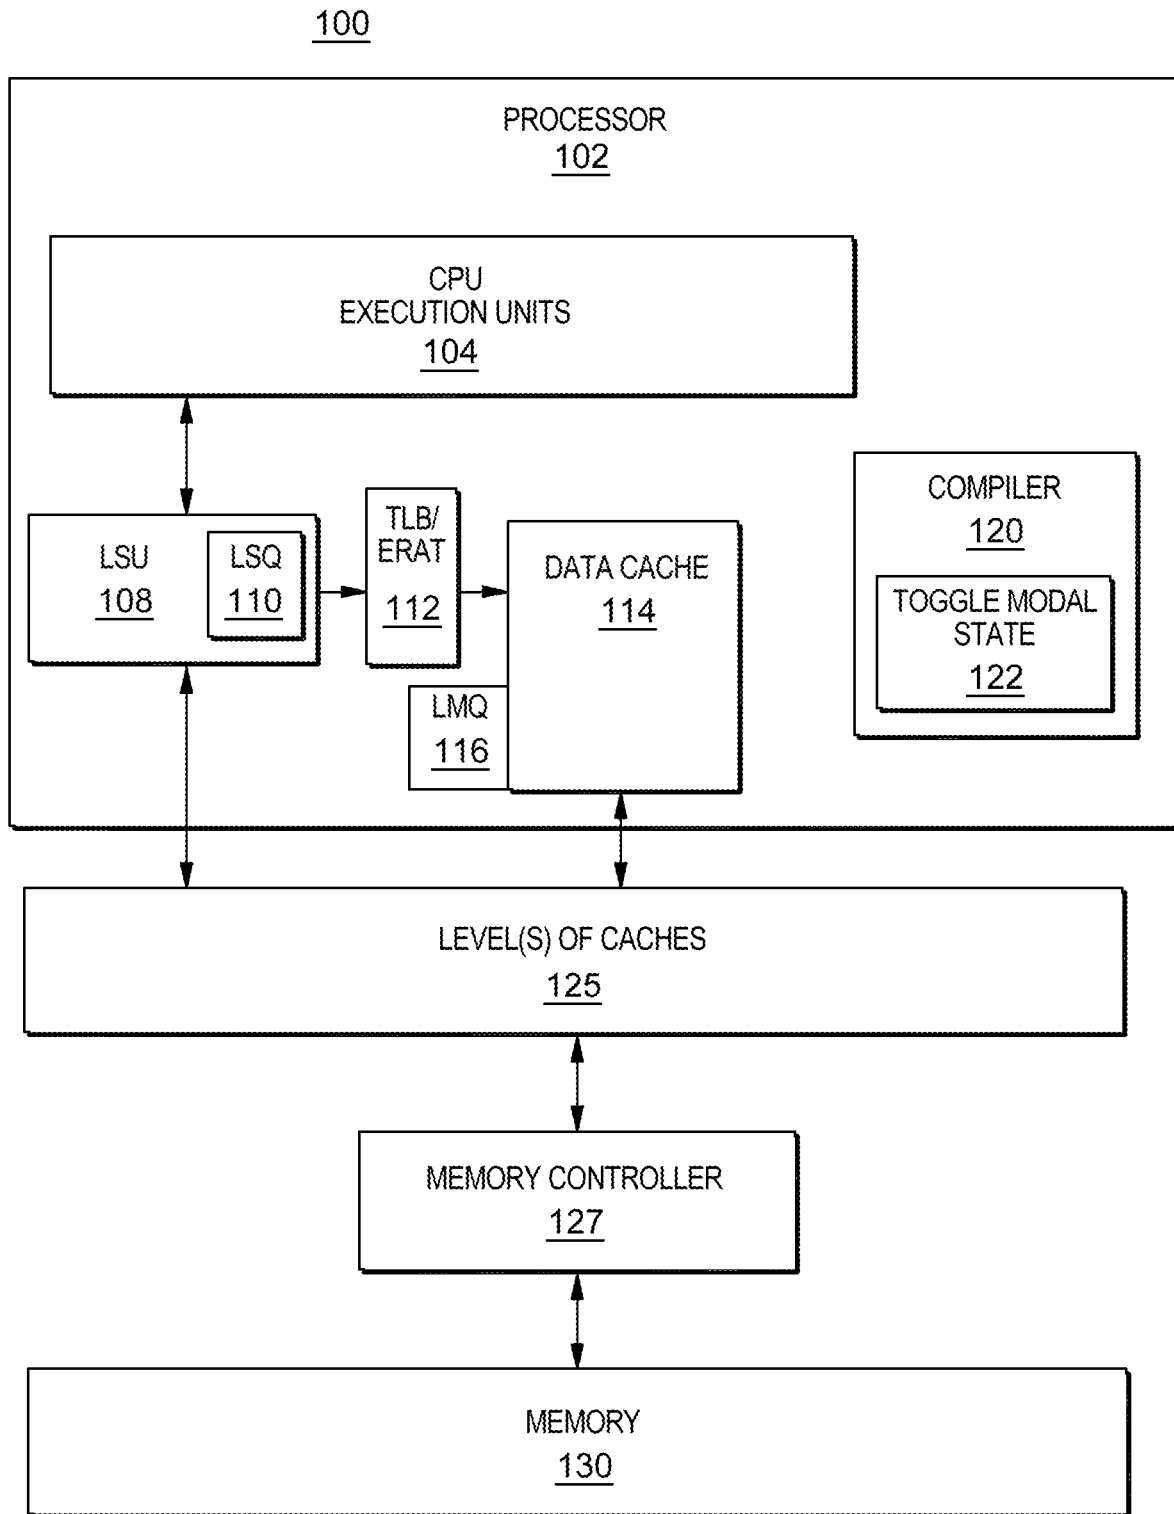 100
PROCESSOR
102
CPU
EXECUTION UNITS
104
LSU
108
LSQ
110
TLB/
ERAT
112
DATA CACHE
114
LMQ
116
COMPILER
120
TOGGLE MODAL
STATE
122
LEVEL(S) OF CACHES
125
MEMORY CONTROLLER
127
MEMORY
130